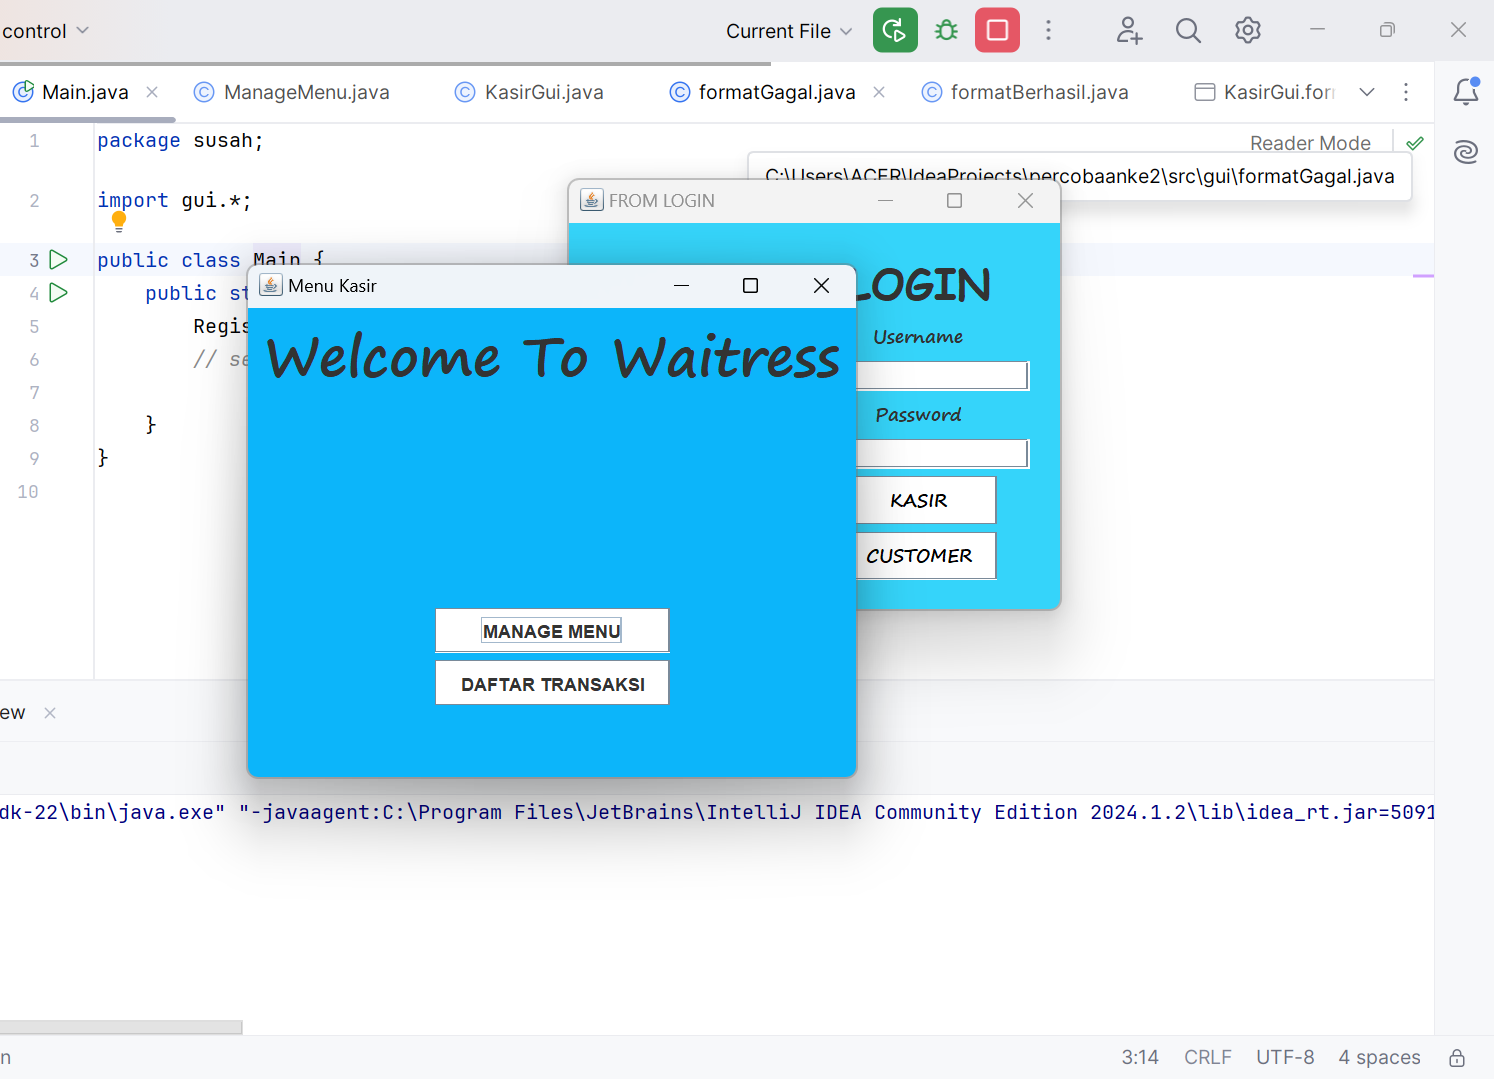 control
Current File
Main.java
ManageMenu.java
KasirGui.java
formatGagal.java
formatBerhasil.java
KasirGui.for
1 package susah;
Reader Mode
C:\Users\ACER\IdeaProjects\percobaanke2\src\gui\formatGagal.java
2 import gui.*;
3 public class Main {
4 public st
5 Regis
6 // se
7
8 }
9 }
10
FROM LOGIN
LOGIN
Username
Password
KASIR
CUSTOMER
Menu Kasir
Welcome To Waitress
MANAGE MENU
DAFTAR TRANSAKSI
ew
dk-22\bin\java.exe" "-javaagent:C:\Program Files\JetBrains\IntelliJ IDEA Community Edition 2024.1.2\lib\idea_rt.jar=5091
n
3:14 CRLF UTF-8 4 spaces